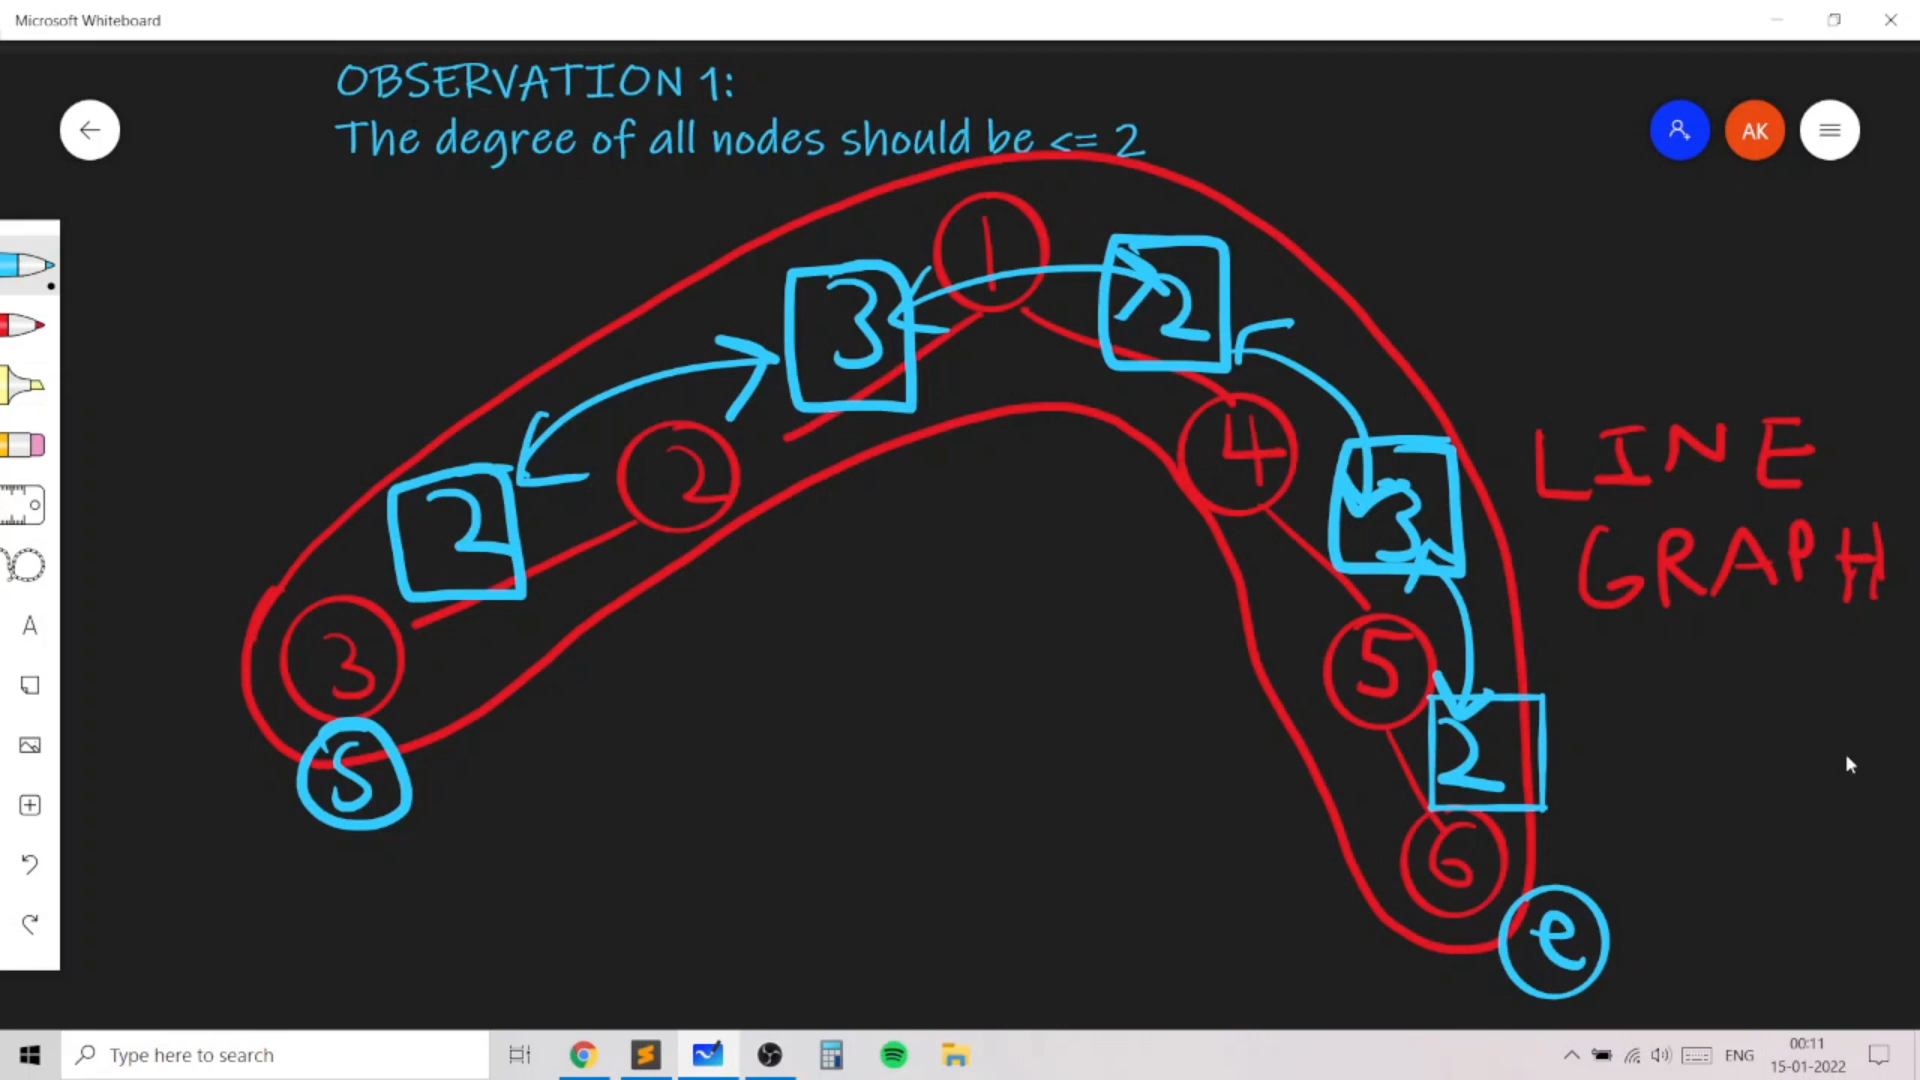 Microsoft Whiteboard
OBSERVATION 1:
The degree of all nodes should be <= 2
AK
1
3
2
2
4
2
3
3
5
2
6
S
e
LINE
GRAPH
A
Type here to search
ENG
00:11
15-01-2022